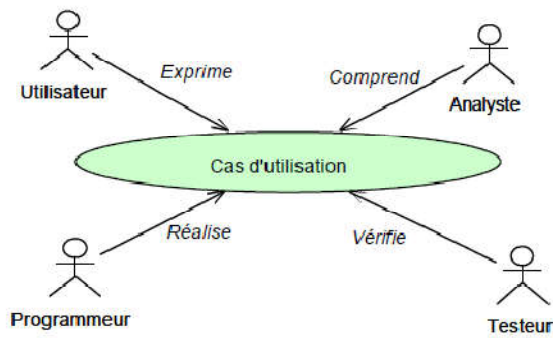 Exprime
Comprend
Utilisateur
Analyste
Cas d'utilisation
Réalise
Vérifie
Programmeur
Testeur